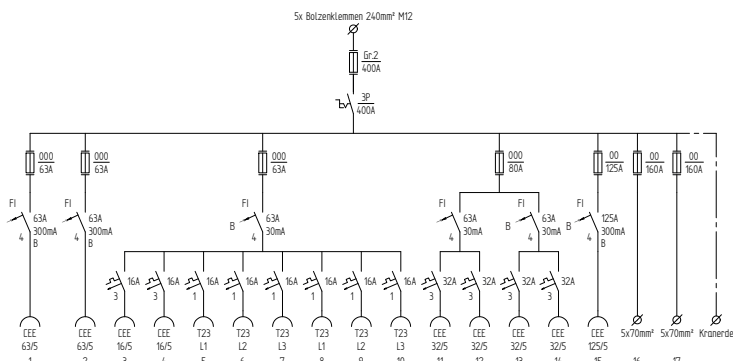 5x Bolzenklemmen 240mm² M12
Gr.2
400A
3P
400A
000
63A
000
63A
000
63A
000
80A
00
125A
00
160A
00
160A
FI
63A
300mA
4
B
FI
63A
300mA
4
B
FI
63A
B
30mA
4
FI
63A
30mA
4
FI
63A
B
30mA
4
FI
125A
300mA
4
B
16A
3
16A
3
16A
1
16A
1
16A
1
16A
1
16A
1
16A
1
32A
3
32A
3
32A
3
32A
3
CEE CEE CEE CEE T23 T23 T23 T23 T23 T23 CEE CEE CEE CEE CEE 5x70mm² 5x70mm² Kranerde
63/5 63/5 16/5 16/5 L1 L2 L3 L1 L2 L3 32/5 32/5 32/5 32/5 125/5
1 2 3 4 5 6 7 8 9 10 11 12 13 14 15 16 17